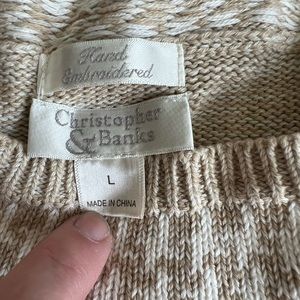 Hand
Embroidered
Christopher
& Banks
L
MADE IN CHINA